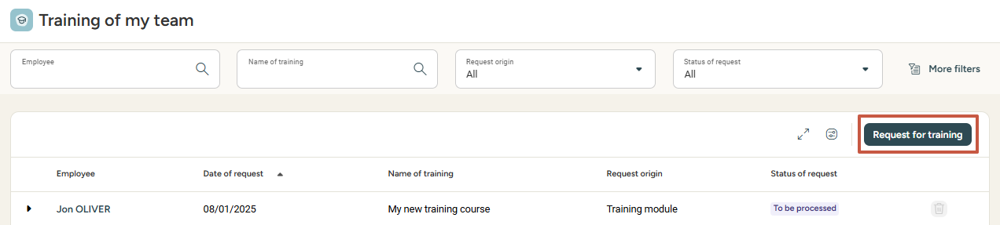 Training of my team
Employee
Name of training
Request origin
All
Status of request
All
More filters
Request for training
Employee Date of request Name of training Request origin Status of request
Jon OLIVER 08/01/2025 My new training course Training module To be processed